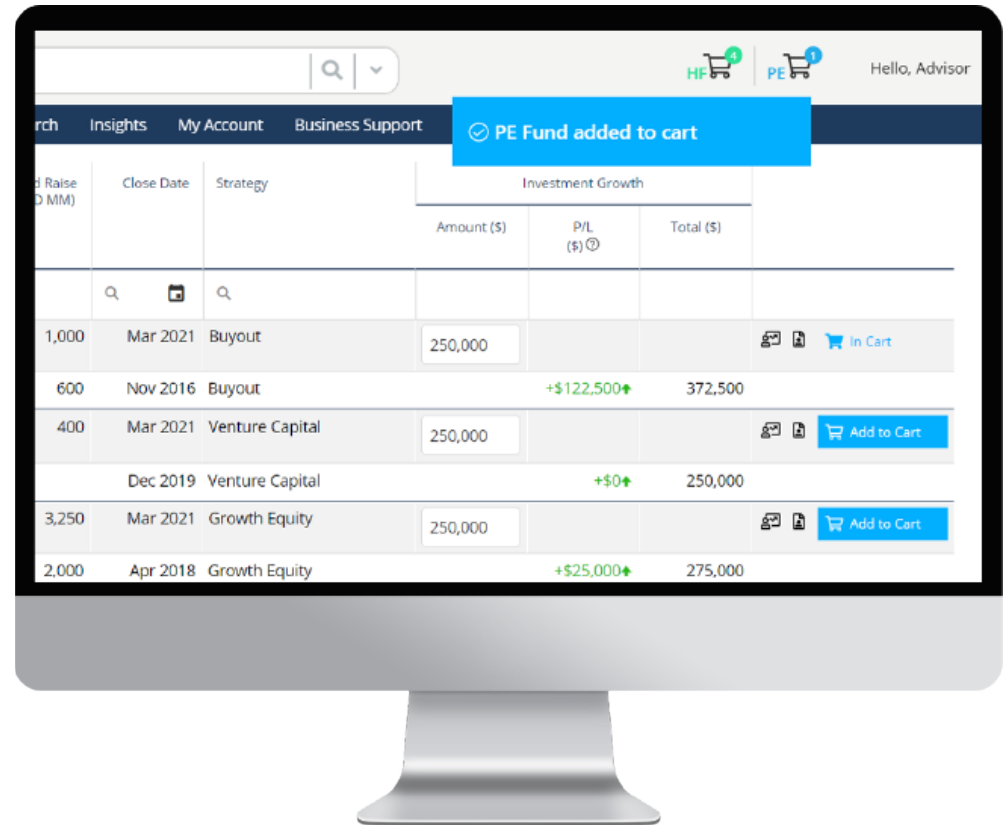 4
1
HF
PE
Hello, Advisor
rch Insights My Account Business Support
PE Fund added to cart
d Raise Close Date Strategy Investment Growth
D MM)
Amount ($) P/L Total ($)
($)
1,000 Mar 2021 Buyout 250,000 In Cart
600 Nov 2016 Buyout +$122,500 372,500
400 Mar 2021 Venture Capital 250,000 Add to Cart
Dec 2019 Venture Capital +$0 250,000
3,250 Mar 2021 Growth Equity 250,000 Add to Cart
2,000 Apr 2018 Growth Equity +$25,000 275,000